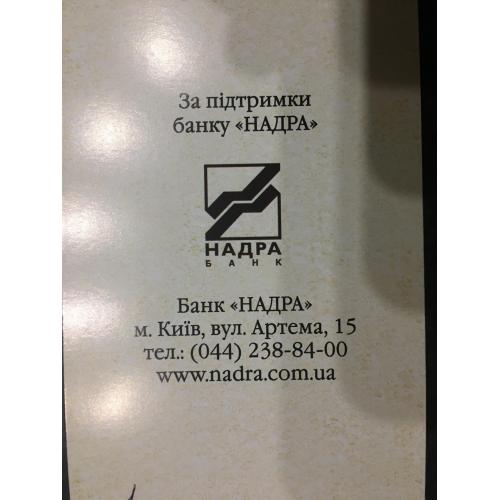 За підтримки
банку «НАДРА»
НАДРА
БАНК
Банк «НАДРА»
м. Київ, вул. Артема, 15
тел.: (044) 238-84-00
www.nadra.com.ua